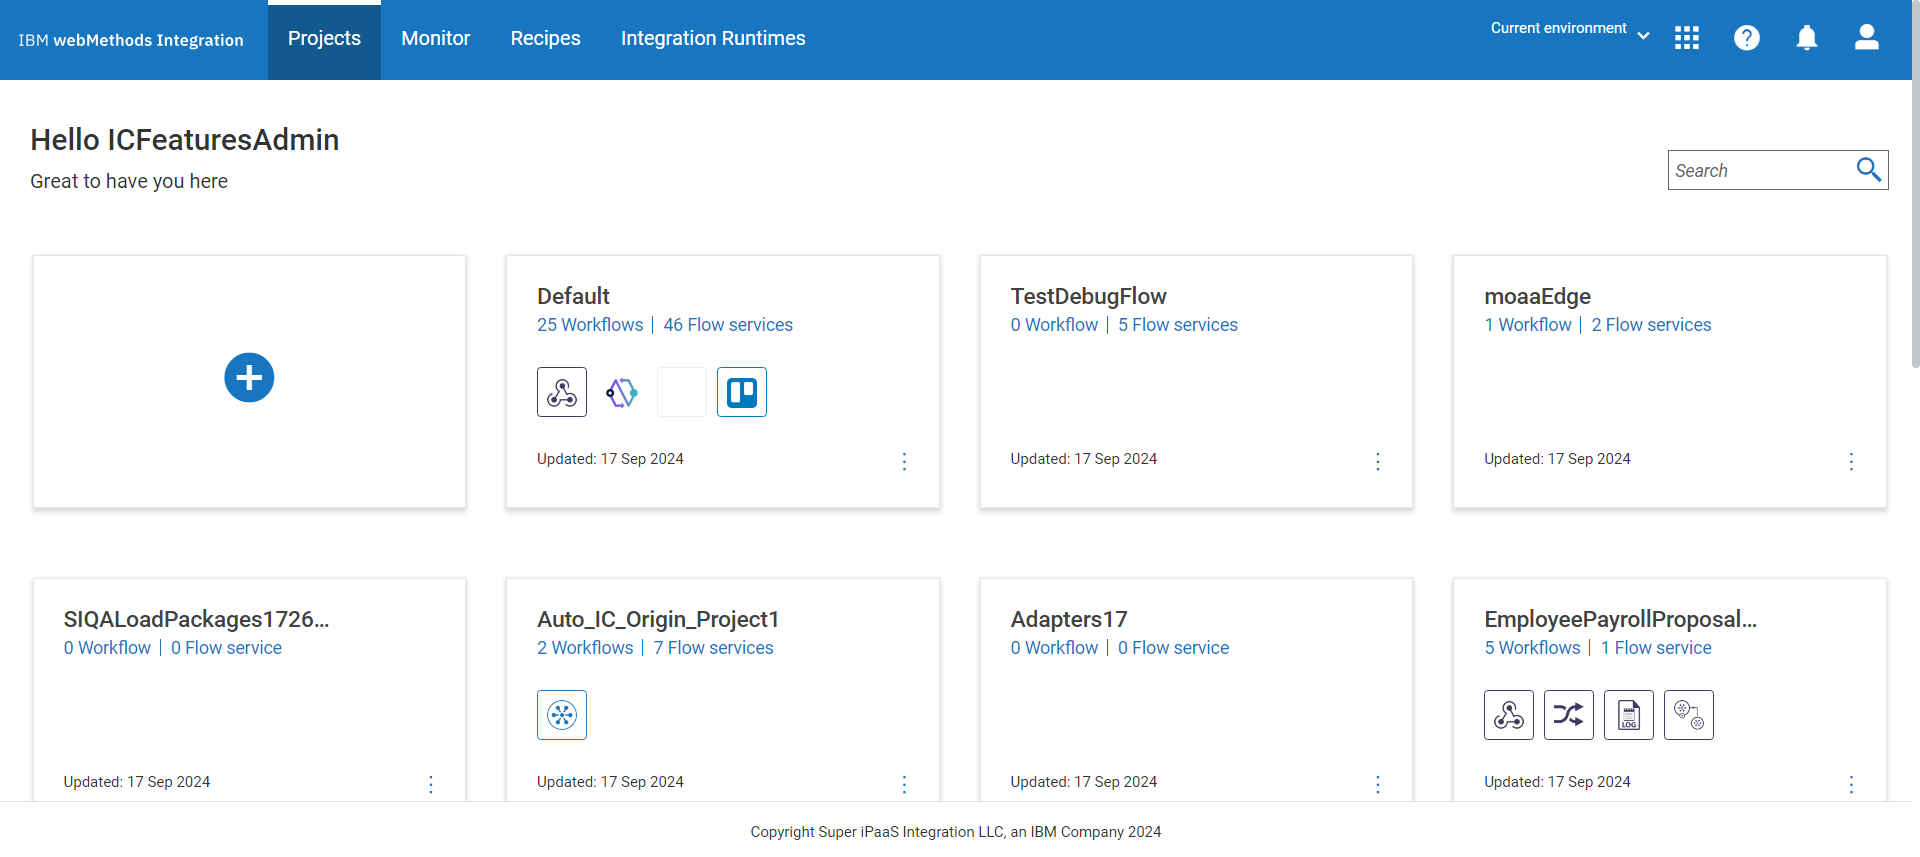 IBM webMethods Integration
Projects
Monitor
Recipes
Integration Runtimes
Current environment
Hello ICFeaturesAdmin
Great to have you here
Search
Default
25 Workflows | 46 Flow services
Updated: 17 Sep 2024
TestDebugFlow
0 Workflow | 5 Flow services
Updated: 17 Sep 2024
moaaEdge
1 Workflow | 2 Flow services
Updated: 17 Sep 2024
SIQALoadPackages1726...
0 Workflow | 0 Flow service
Updated: 17 Sep 2024
Auto_IC_Origin_Project1
2 Workflows | 7 Flow services
Updated: 17 Sep 2024
Adapters17
0 Workflow | 0 Flow service
Updated: 17 Sep 2024
EmployeePayrollProposal...
5 Workflows | 1 Flow service
LOG
Updated: 17 Sep 2024
Copyright Super iPaaS Integration LLC, an IBM Company 2024